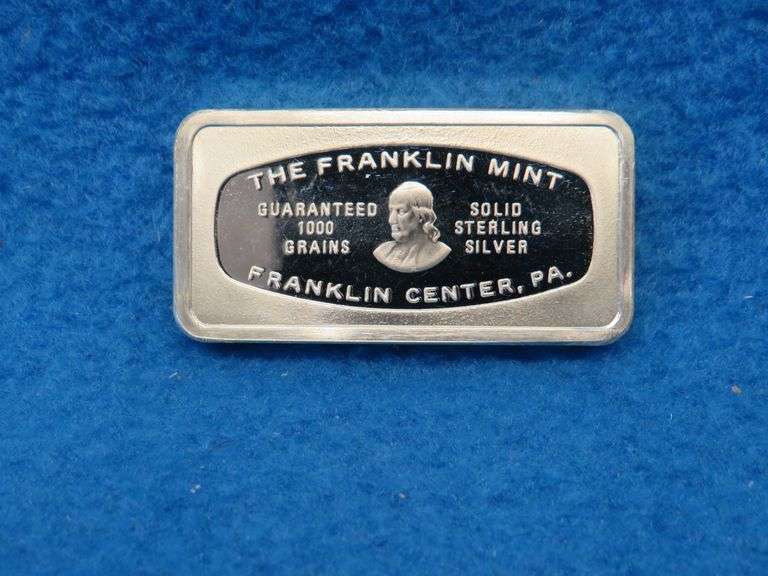 THE FRANKLIN MINT
GUARANTEED
1000
GRAINS
SOLID
STERLING
SILVER
FRANKLIN CENTER, PA.